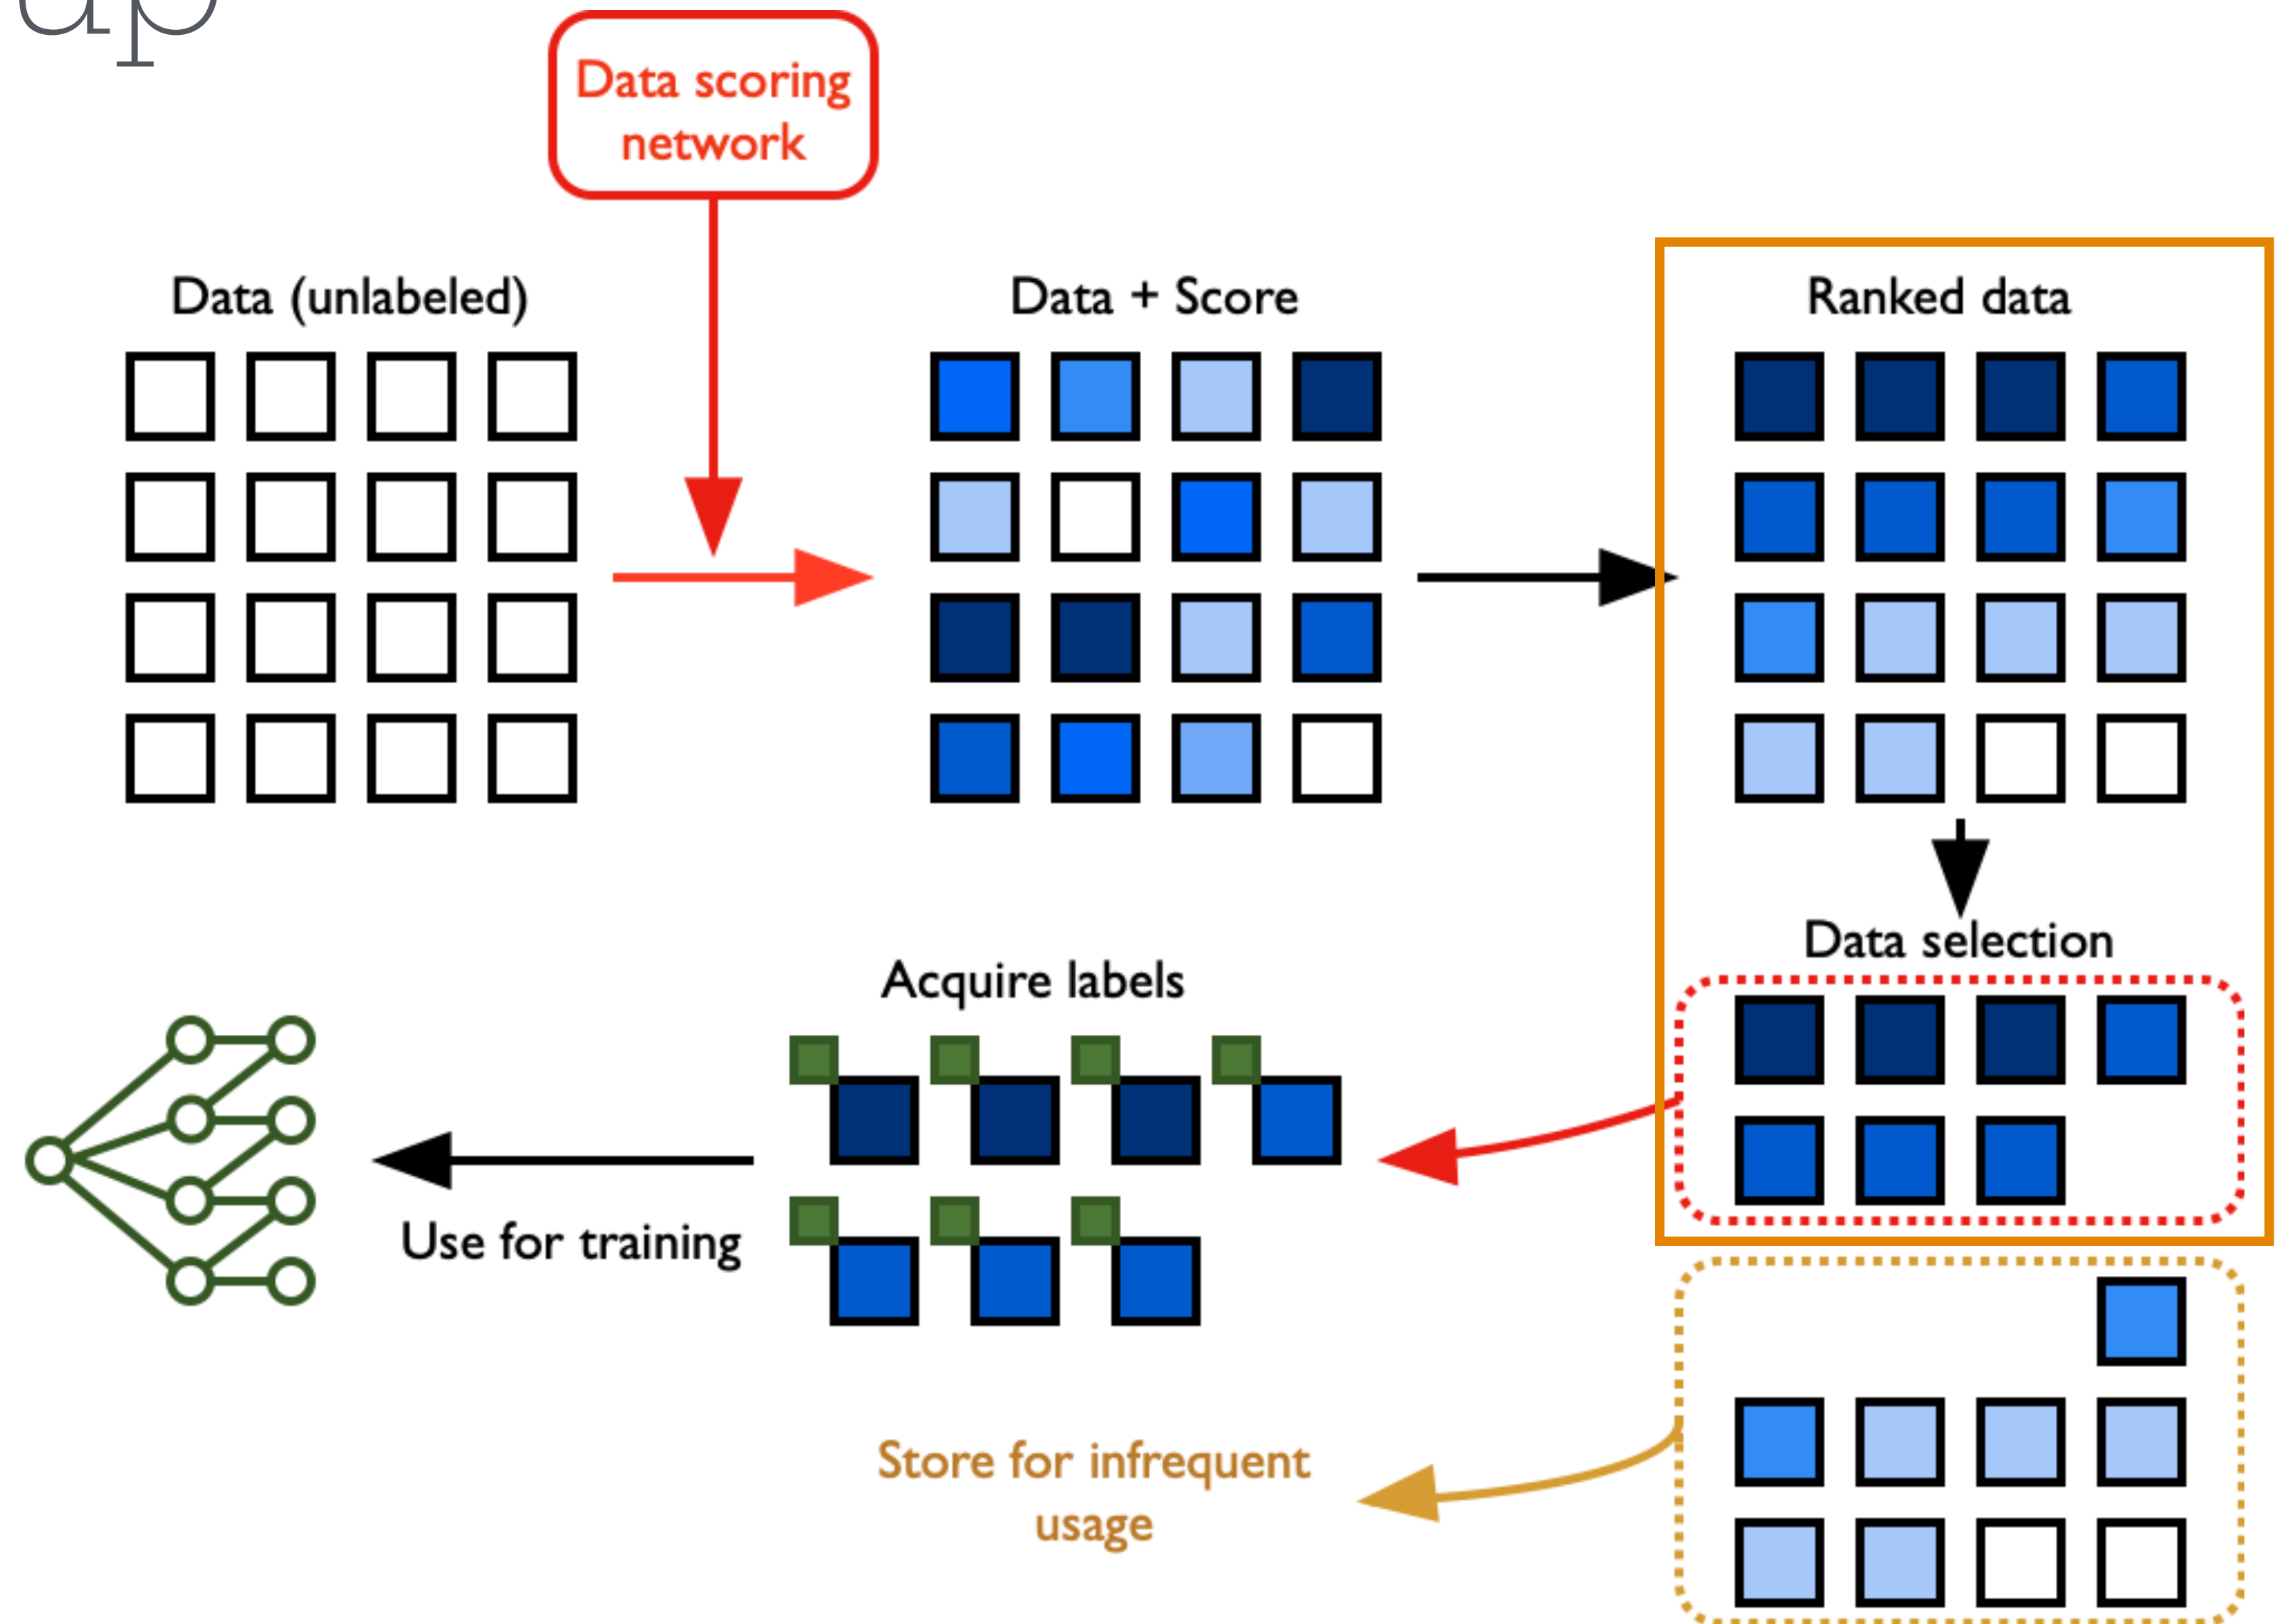 up
Data scoring
network
Data (unlabeled)
Data + Score
Ranked data
Data selection
Acquire labels
Use for training
Store for infrequent
usage